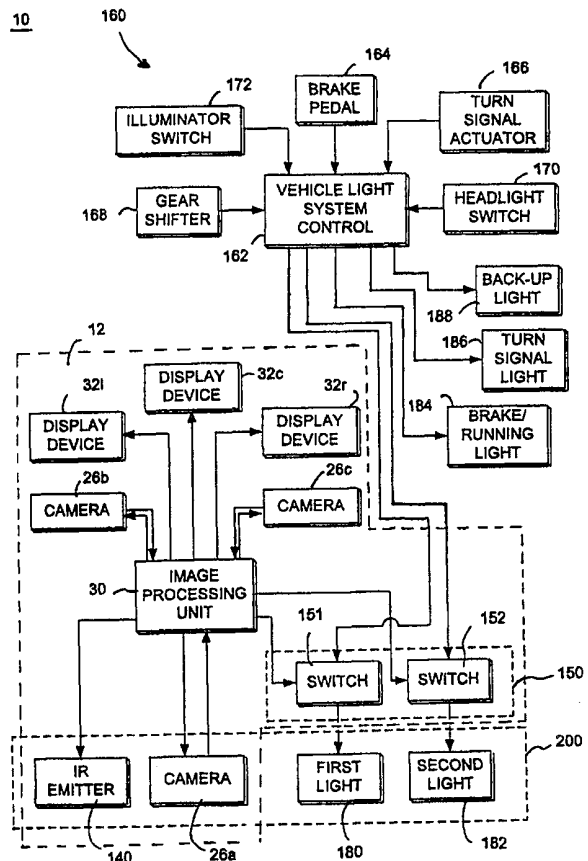 10
160
164
BRAKE
PEDAL
166
TURN
SIGNAL
ACTUATOR
172
ILLUMINATOR
SWITCH
170
HEADLIGHT
SWITCH
168
GEAR
SHIFTER
VEHICLE LIGHT
SYSTEM
CONTROL
162
BACK-UP
LIGHT
188
186
TURN
SIGNAL
LIGHT
184
BRAKE/
RUNNING
LIGHT
12
32l
DISPLAY
DEVICE
32c
DISPLAY
DEVICE
32r
DISPLAY
DEVICE
26b
CAMERA
26c
CAMERA
30
IMAGE
PROCESSING
UNIT
151
SWITCH
152
SWITCH
150
200
IR
EMITTER
140
CAMERA
26a
FIRST
LIGHT
180
SECOND
LIGHT
182